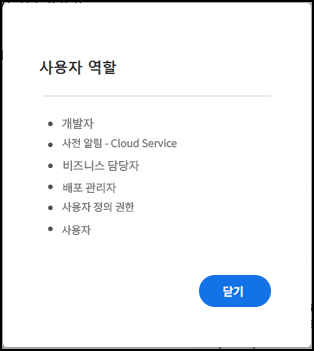 사용자 역할
개발자
사전 알림 - Cloud Service
비즈니스 담당자
배포 관리자
사용자 정의 권한
사용자
닫기